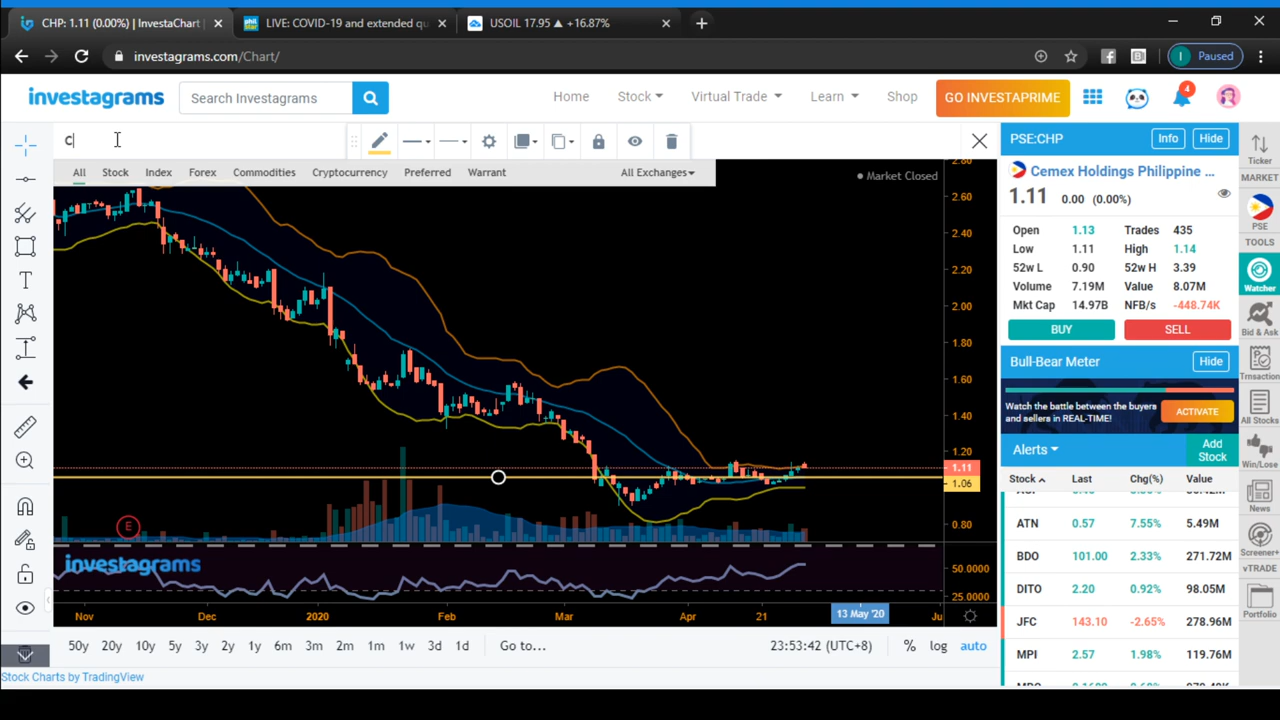 CHP: 1.11 (0.00%) | InvestaChart
LIVE: COVID-19 and extended qu
USOIL 17.95 ▲ +16.87%
investagrams.com/Chart/
Paused
investagrams
Search Investagrams
Home
Stock
Virtual Trade
Learn
Shop
GO INVESTAPRIME
4
C
All
Stock
Index
Forex
Commodities
Cryptocurrency
Preferred
Warrant
All Exchanges
Market Closed
2.80
2.60
2.40
2.20
2.00
1.80
1.60
1.40
1.20
1.11
1.06
0.80
E
investagrams
50.0000
25.0000
Nov
Dec
2020
Feb
Mar
Apr
21
13 May '20
Ju
50y
20y
10y
5y
3y
2y
1y
6m
3m
2m
1m
1w
3d
1d
Go to...
23:53:42 (UTC+8)
%
log
auto
Stock Charts by TradingView
PSE:CHP
Info
Hide
Cemex Holdings Philippine ...
1.11 0.00 (0.00%)
Open 1.13 Trades 435
Low 1.11 High 1.14
52w L 0.90 52w H 3.39
Volume 7.19M Value 8.07M
Mkt Cap 14.97B NFB/s -448.74K
BUY
SELL
Bull-Bear Meter
Hide
Watch the battle between the buyers
and sellers in REAL-TIME!
ACTIVATE
Alerts
Add
Stock
Stock Last Chg(%) Value
ATN 0.57 7.55% 5.49M
BDO 101.00 2.33% 271.72M
DITO 2.20 0.92% 98.05M
JFC 143.10 -2.65% 278.96M
MPI 2.57 1.98% 119.76M
Ticker
MARKET
PSE
TOOLS
Watcher
Bid & Ask
Trnsaction
All Stocks
Win/Lose
News
Screener+
vTRADE
Portfolio